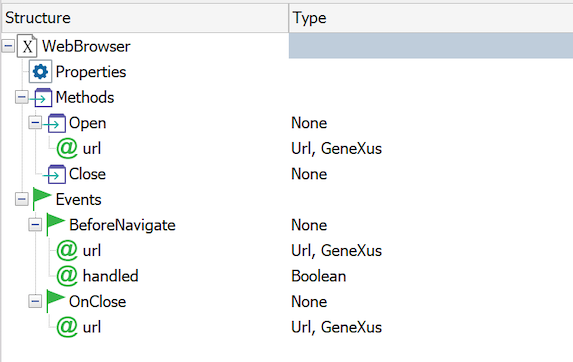 Structure Type
WebBrowser
Properties
Methods
Open None
url Url, GeneXus
Close None
Events
BeforeNavigate None
url Url, GeneXus
handled Boolean
OnClose None
url Url, GeneXus